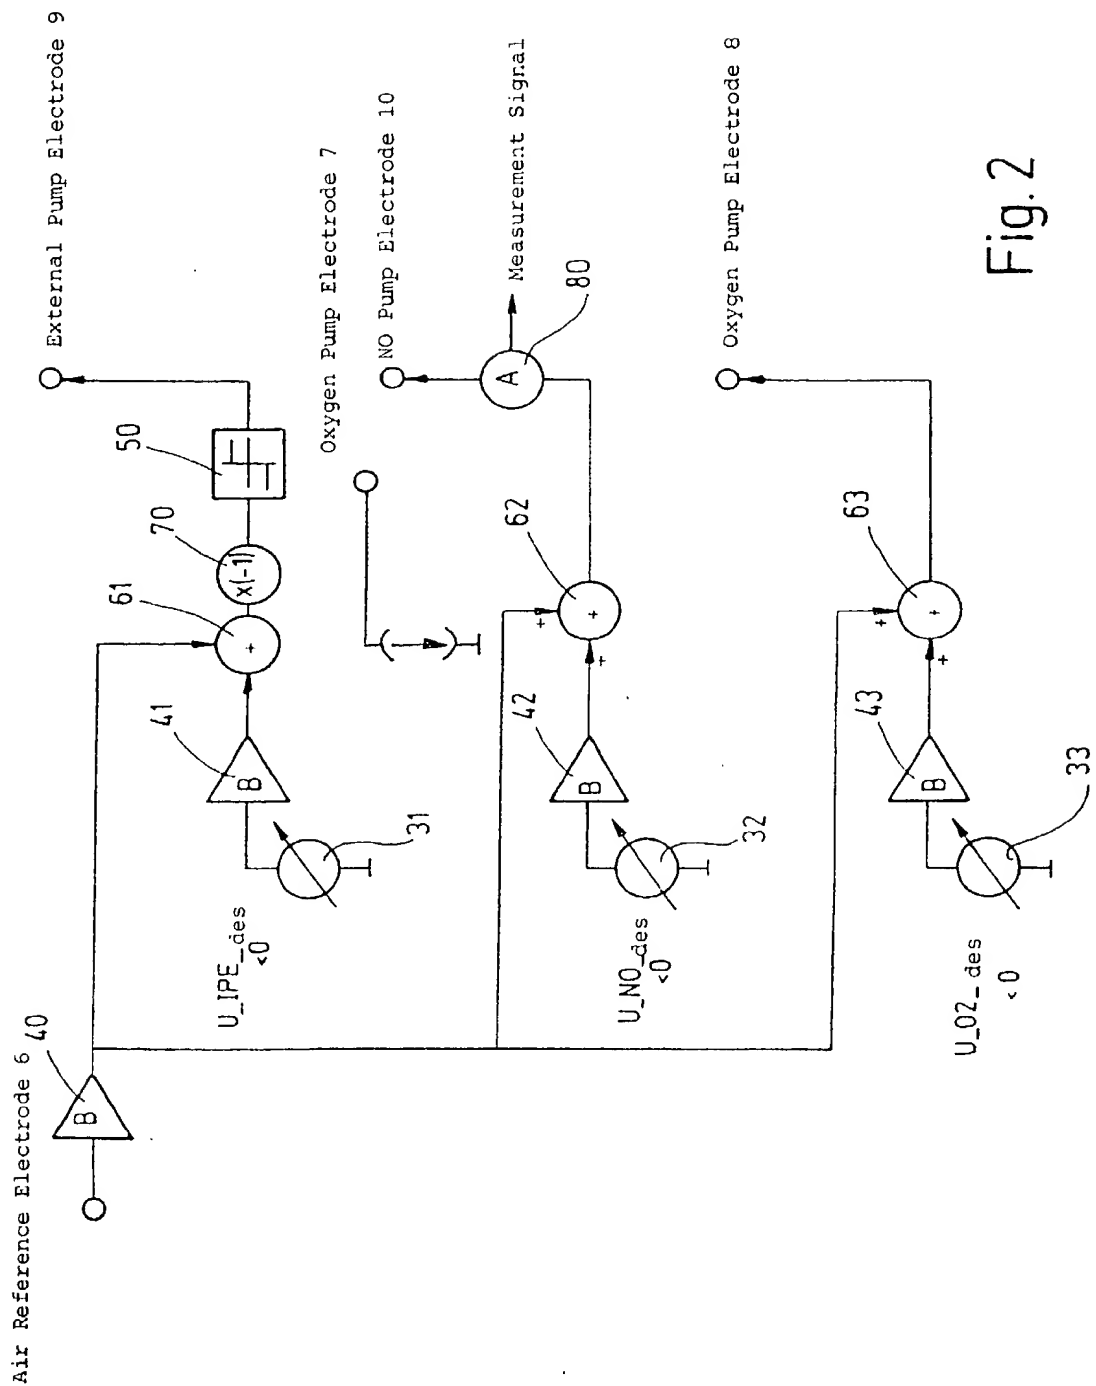 Air Reference Electrode 6
40
B
External Pump Electrode 9
50
70
x(-1)
61
+
41
B
31
U_IPE_des
<0
Oxygen Pump Electrode 7
NO Pump Electrode 10
Measurement Signal
A
80
62
+
+
+
42
B
32
U_NO_des
<0
Oxygen Pump Electrode 8
63
+
+
+
43
B
33
U_O2_des
<0
Fig. 2